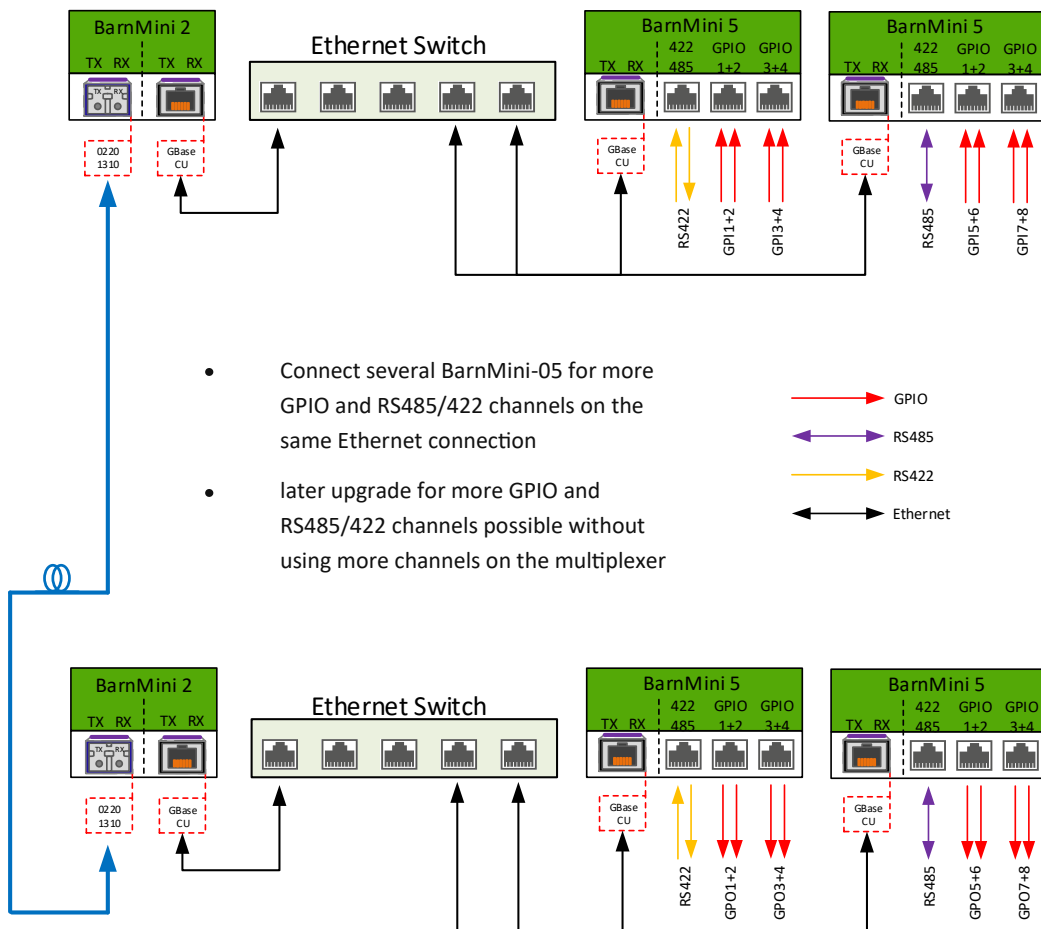 BarnMini 2
TX RX TX RX
TX RX
0220
1310
GBase
CU
Ethernet Switch
BarnMini 5
422 GPIO GPIO
TX RX 485 1+2 3+4
GBase
CU
RS422
GPI1+2
GPI3+4
BarnMini 5
422 GPIO GPIO
TX RX 485 1+2 3+4
GBase
CU
RS485
GPI5+6
GPI7+8
• Connect several BarnMini-05 for more
GPIO and RS485/422 channels on the
same Ethernet connection
• later upgrade for more GPIO and
RS485/422 channels possible without
using more channels on the multiplexer
GPIO
RS485
RS422
Ethernet
BarnMini 2
TX RX TX RX
TX RX
0220
1310
GBase
CU
Ethernet Switch
BarnMini 5
422 GPIO GPIO
TX RX 485 1+2 3+4
GBase
CU
RS422
GPO1+2
GPO3+4
BarnMini 5
422 GPIO GPIO
TX RX 485 1+2 3+4
GBase
CU
RS485
GPO5+6
GPO7+8